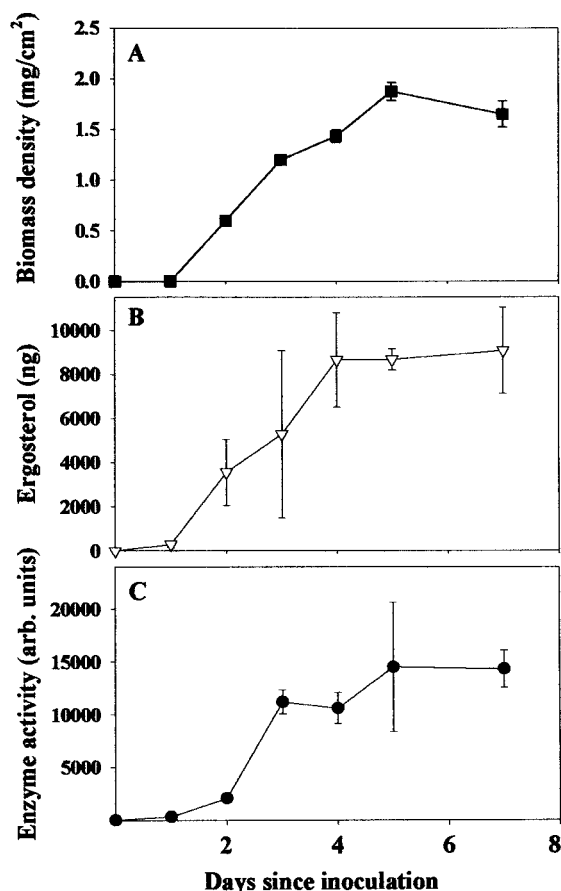 A
Biomass density (mg/cm²)
2.5
2.0
1.5
1.0
0.5
0.0
B
Ergosterol (ng)
10000
8000
6000
4000
2000
0
C
Enzyme activity (arb. units)
20000
15000
10000
5000
2 4 6 8
Days since inoculation